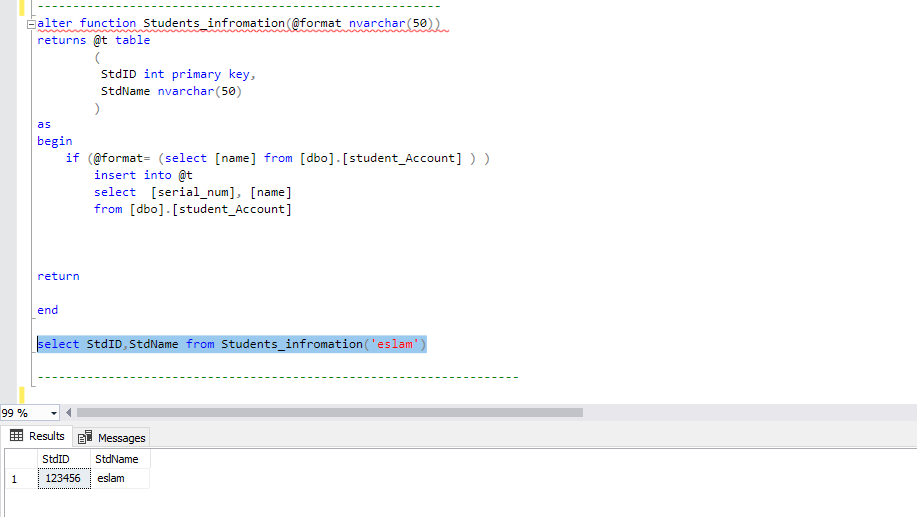 ---------------------------------------------------------
alter function Students_infromation(@format nvarchar(50))
returns @t table
(
StdID int primary key,
StdName nvarchar(50)
)
as
begin
if (@format= (select [name] from [dbo].[student_Account] ) )
insert into @t
select  [serial_num], [name]
from [dbo].[student_Account]
return
end
select StdID,StdName from Students_infromation('eslam')
--------------------------------------------------------------------
99 %
Results Messages
StdID StdName
1 123456 eslam